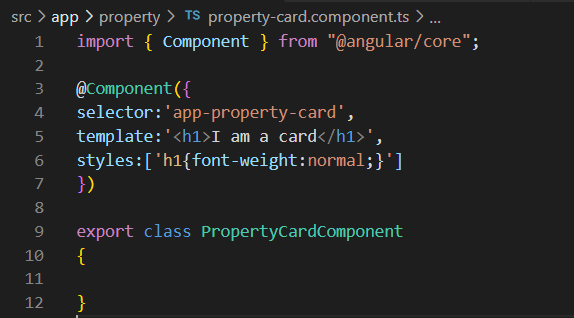 src > app > property > TS property-card.component.ts > ...
1 import { Component } from "@angular/core";
2
3 @Component({
4 selector:'app-property-card',
5 template:'<h1>I am a card</h1>',
6 styles:['h1{font-weight:normal;}']
7 })
8
9 export class PropertyCardComponent
10 {
11
12 }